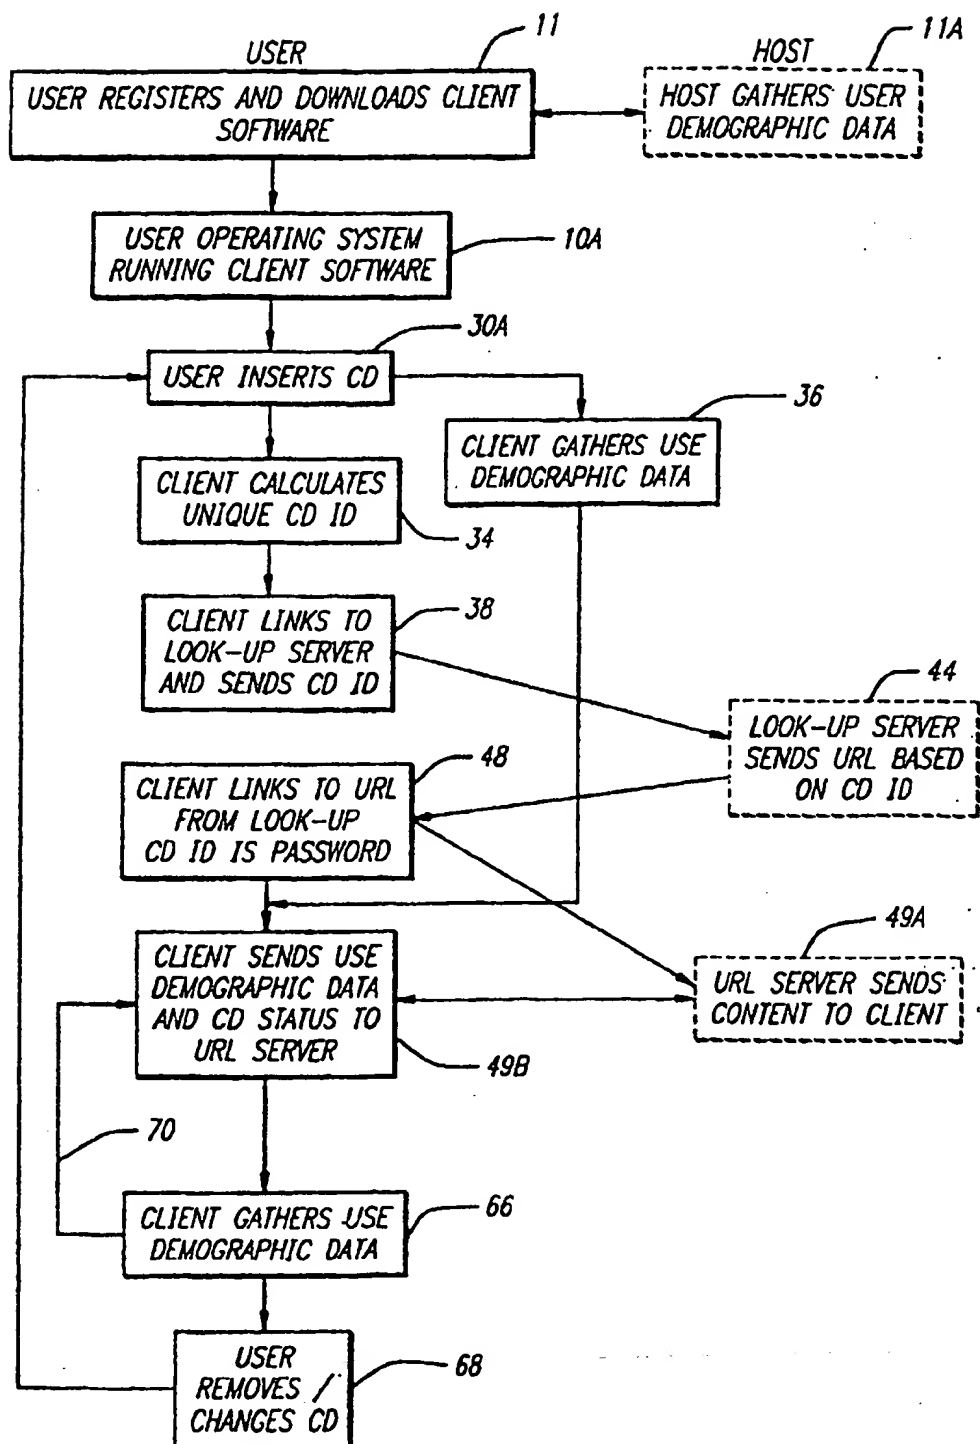 11
11A
USER
HOST
USER REGISTERS AND DOWNLOADS CLIENT
SOFTWARE
HOST GATHERS USER
DEMOGRAPHIC DATA
USER OPERATING SYSTEM
RUNNING CLIENT SOFTWARE
10A
30A
USER INSERTS CD
36
CLIENT GATHERS USE
DEMOGRAPHIC DATA
CLIENT CALCULATES
UNIQUE CD ID
34
38
CLIENT LINKS TO
LOOK-UP SERVER
AND SENDS CD ID
44
LOOK-UP SERVER
SENDS URL BASED
ON CD ID
48
CLIENT LINKS TO URL
FROM LOOK-UP
CD ID IS PASSWORD
49A
URL SERVER SENDS
CONTENT TO CLIENT
CLIENT SENDS USE
DEMOGRAPHIC DATA
AND CD STATUS TO
URL SERVER
49B
70
66
CLIENT GATHERS USE
DEMOGRAPHIC DATA
USER
REMOVES /
CHANGES CD
68